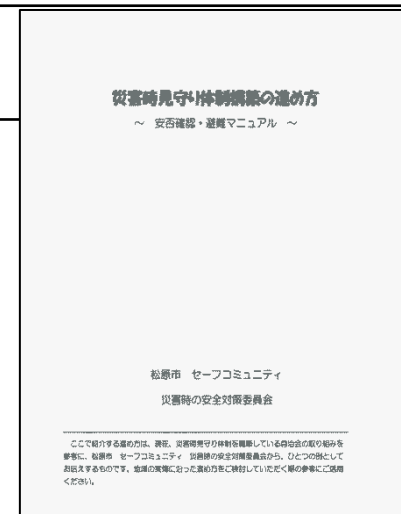 災害時見守り体制構築の進め方
～ 安否確認・避難マニュアル ～
松原市 セーフコミュニティ
災害時の安全対策委員会
ここで紹介する進め方は、現在、災害時見守り体制を構築している自治会の取り組みを
参考に、松原市 セーフコミュニティ 災害時の安全対策委員会から、ひとつの例として
お伝えするものです。地域の実情に合った進め方をご検討していただく際の参考にご活用
ください。